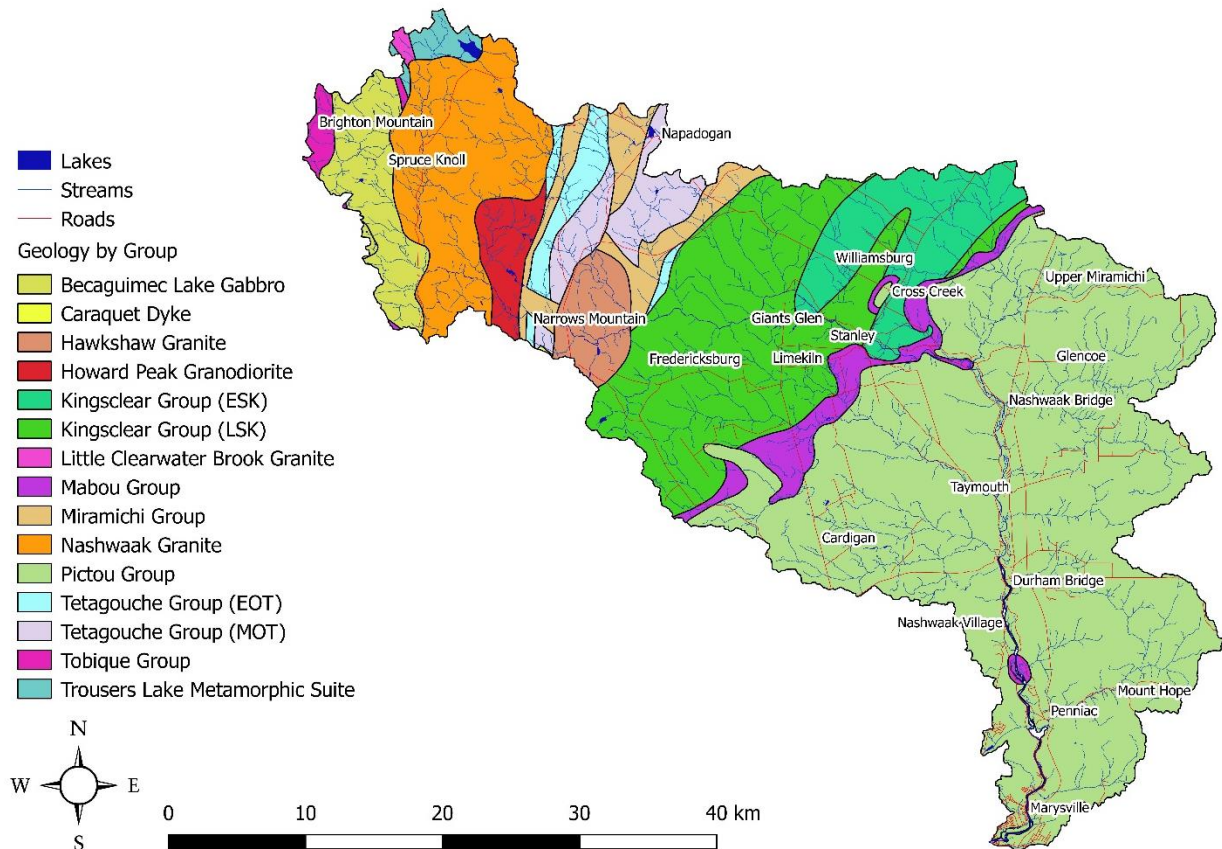 Lakes
Streams
Roads
Geology by Group
Becaguimec Lake Gabbro
Caraquet Dyke
Hawkshaw Granite
Howard Peak Granodiorite
Kingsclear Group (ESK)
Kingsclear Group (LSK)
Little Clearwater Brook Granite
Mabou Group
Miramichi Group
Nashwaak Granite
Pictou Group
Tetagouche Group (EOT)
Tetagouche Group (MOT)
Tobique Group
Trousers Lake Metamorphic Suite
N
W
E
S
0
10
20
30
40 km
Brighton Mountain
Spruce Knoll
Napadogan
Narrows Mountain
Williamsburg
Cross Creek
Upper Miramichi
Giants Glen
Stanley
Fredericksburg
Limekiln
Glencoe
Nashwaak Bridge
Taymouth
Cardigan
Durham Bridge
Nashwaak Village
Mount Hope
Penniac
Marysville